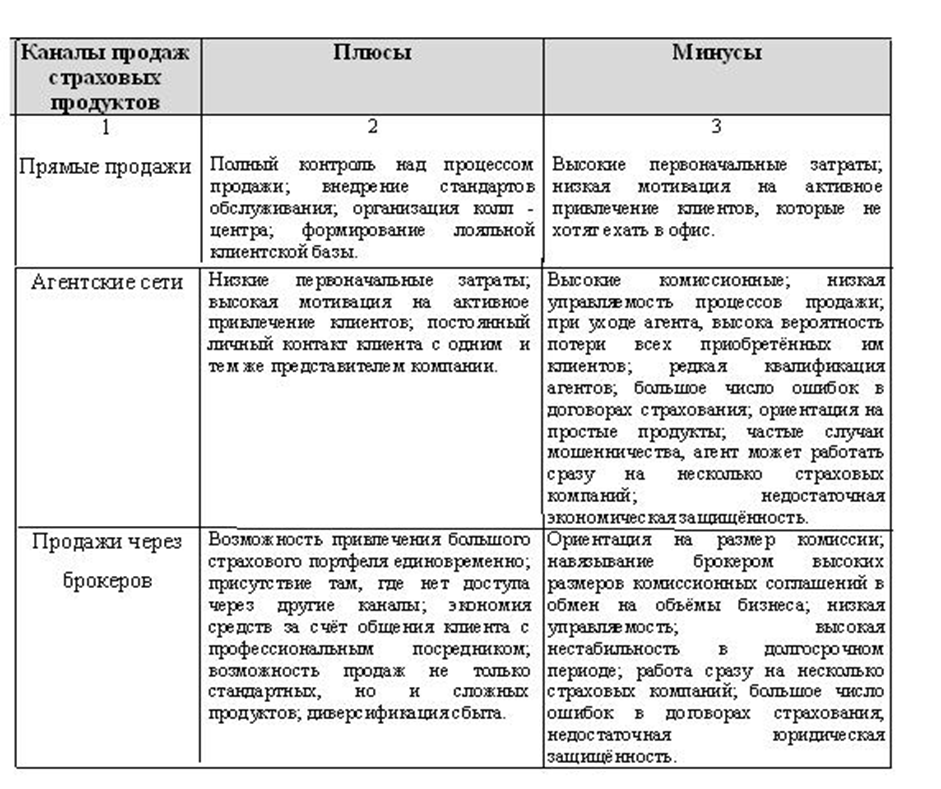 Каналы продаж
страховых
продуктов
Плюсы
Минусы
1
2
3
Прямые продажи
Полный контроль над процессом
продажи; внедрение стандартов
обслуживания; организация колл -
центра; формирование лояльной
клиентской базы.
Высокие первоначальные затраты;
низкая мотивация на активное
привлечение клиентов, которые не
хотят ехать в офис.
Агентские сети
Низкие первоначальные затраты;
высокая мотивация на активное
привлечение клиентов; постоянный
личный контакт клиента с одним и
тем же представителем компании.
Высокие комиссионные; низкая
управляемость процессов продажи;
при уходе агента, высока вероятность
потери всех приобретённых им
клиентов; редкая квалификация
агентов; большое число ошибок в
договорах страхования; ориентация на
простые продукты; частые случаи
мошенничества, агент может работать
сразу на несколько страховых
компаний; недостаточная
экономическая защищённость.
Продажи через
брокеров
Возможность привлечения большого
страхового портфеля единовременно;
присутствие там, где нет доступа
через другие каналы; экономия
средств за счёт общения клиента с
профессиональным посредником;
возможность продаж не только
стандартных, но и сложных
продуктов; диверсификация сбыта.
Ориентация на размер комиссии;
навязывание брокером высоких
размеров комиссионных соглашений в
обмен на объёмы бизнеса; низкая
управляемость; высокая
нестабильность в долгосрочном
периоде; работа сразу на несколько
страховых компаний; большое число
ошибок в договорах страхования;
недостаточная юридическая
защищённость.